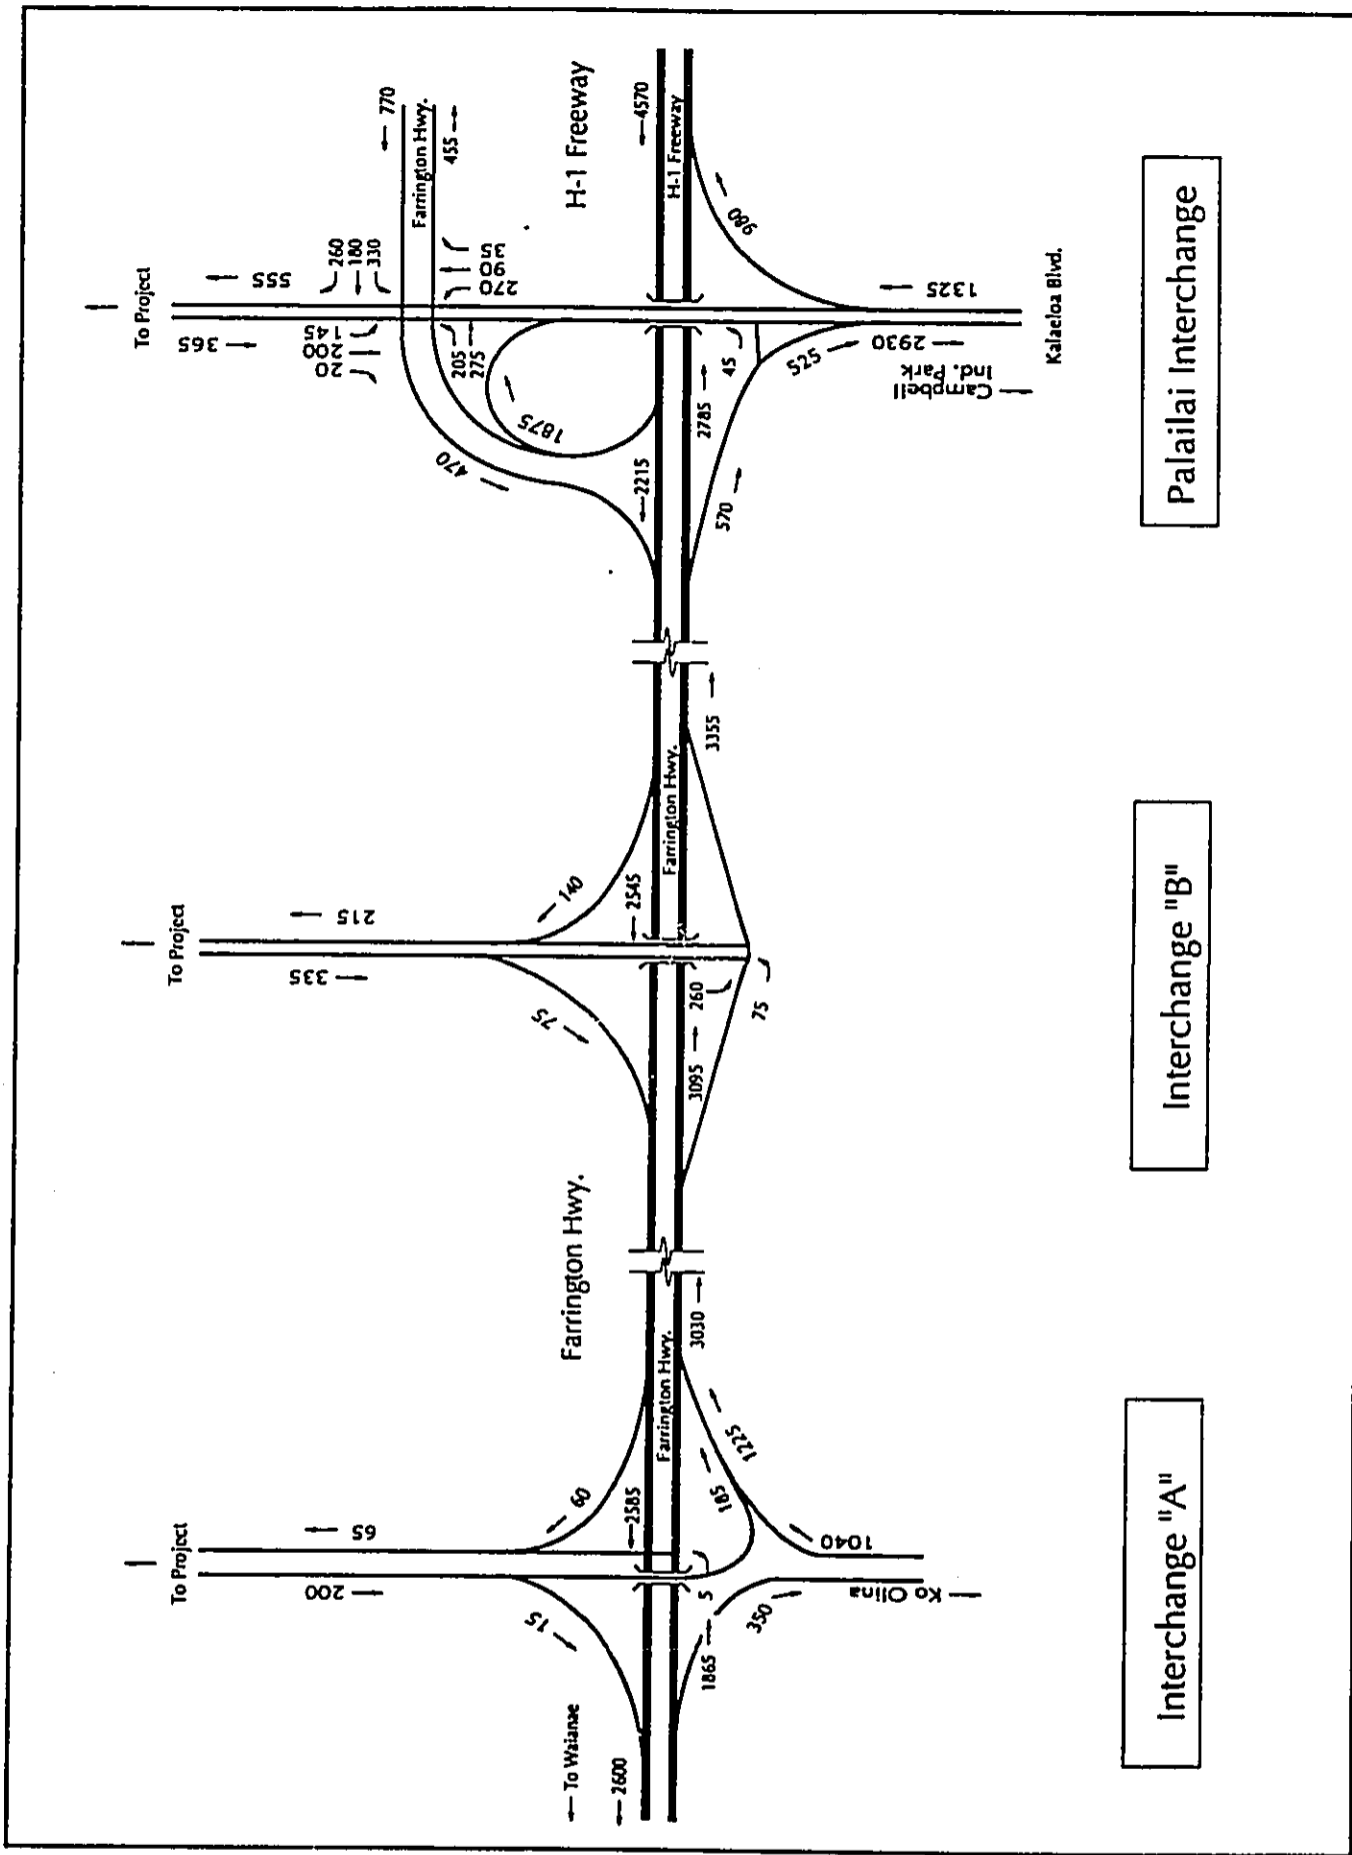 To Project
365
555
20
200
145
260
180
330
770
Farrington Hwy.
455
205
275
270
90
35
470
1875
H-1 Freeway
2215
4570
H-1 Freeway
2785
45
570
525
980
2930
1325
Campbell
Ind. Park
Kalaeloa Blvd.
Palailai Interchange
To Project
335
215
75
140
2545
Farrington Hwy.
3095
260
75
3355
Interchange "B"
To Project
200
65
15
60
Farrington Hwy.
To Waianae
2600
2585
Farrington Hwy.
1865
5
185
1225
3030
350
1040
Ko Olina
Interchange "A"